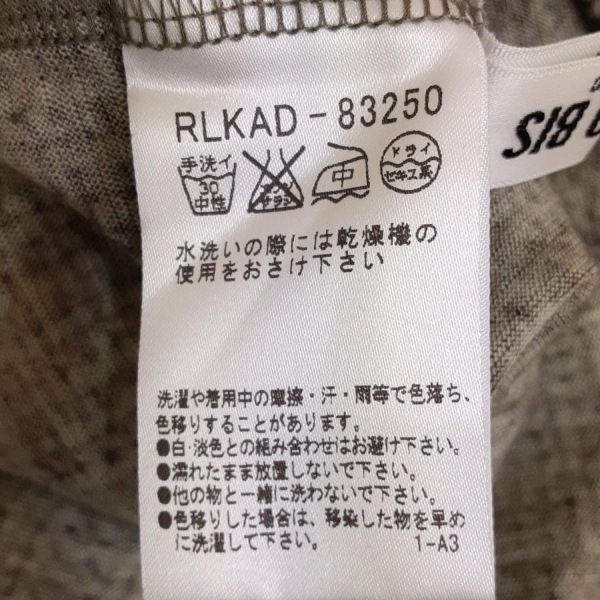 RLKAD-83250
手洗イ
30
中性
エンソ
サラシ
中
ドライ
セキユ系
水洗いの際には乾燥機の
使用をおさけ下さい
洗濯や着用中の摩擦・汗・雨等で色落ち、
色移りすることがあります。
●白・淡色との組み合わせはお避け下さい。
●濡れたまま放置しないで下さい。
●他の物と一緒に洗わないで下さい。
●色移りした場合は、移染した物を早め
に洗濯して下さい。
1-A3
BIS